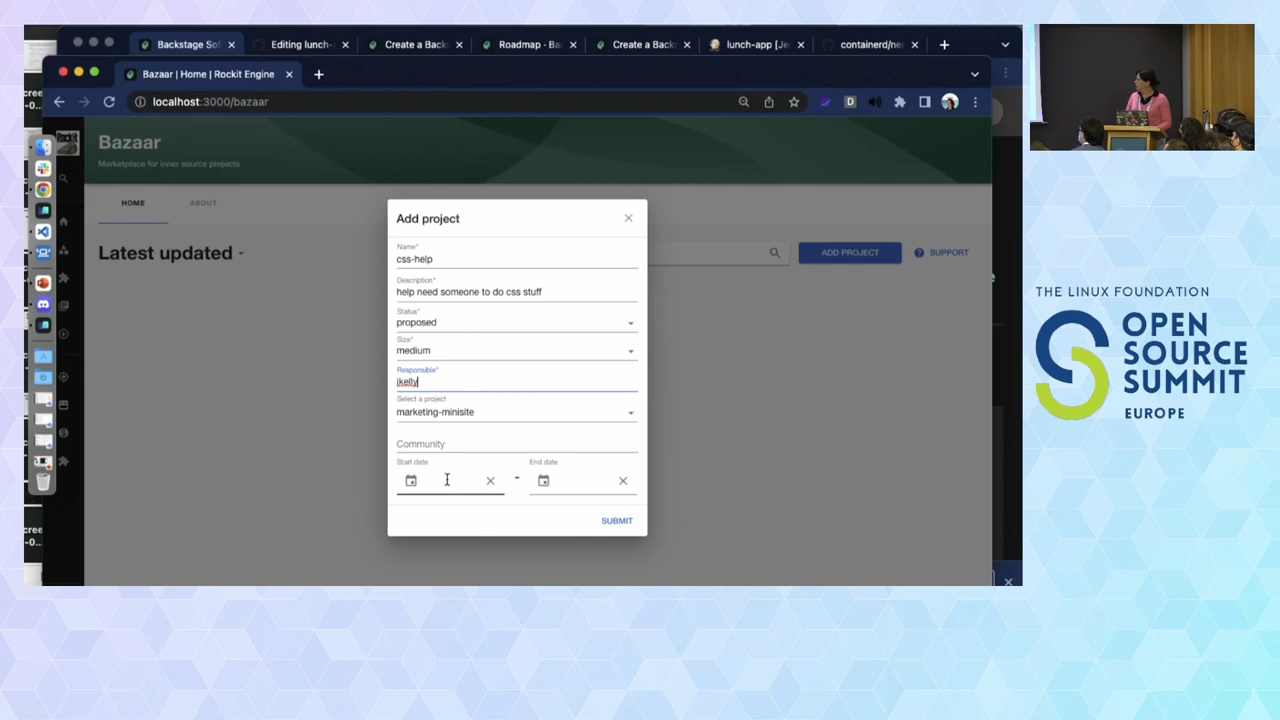 Backstage Sof
Editing lunch-
Create a Back
Roadmap · Ba
Create a Back
lunch-app [Je
containerd/ner
Bazaar | Home | Rockit Engine
localhost:3000/bazaar
D
Rockit
Bazaar
Marketplace for inner source projects
HOME
ABOUT
Latest updated
ADD PROJECT
SUPPORT
Add project
Name*
css-help
Description*
help need someone to do css stuff
Status*
proposed
Size*
medium
Responsible*
jkelly
Select a project
marketing-minisite
Community
Start date
End date
-
SUBMIT
THE LINUX FOUNDATION
OPEN
SOURCE
SUMMIT
EUROPE